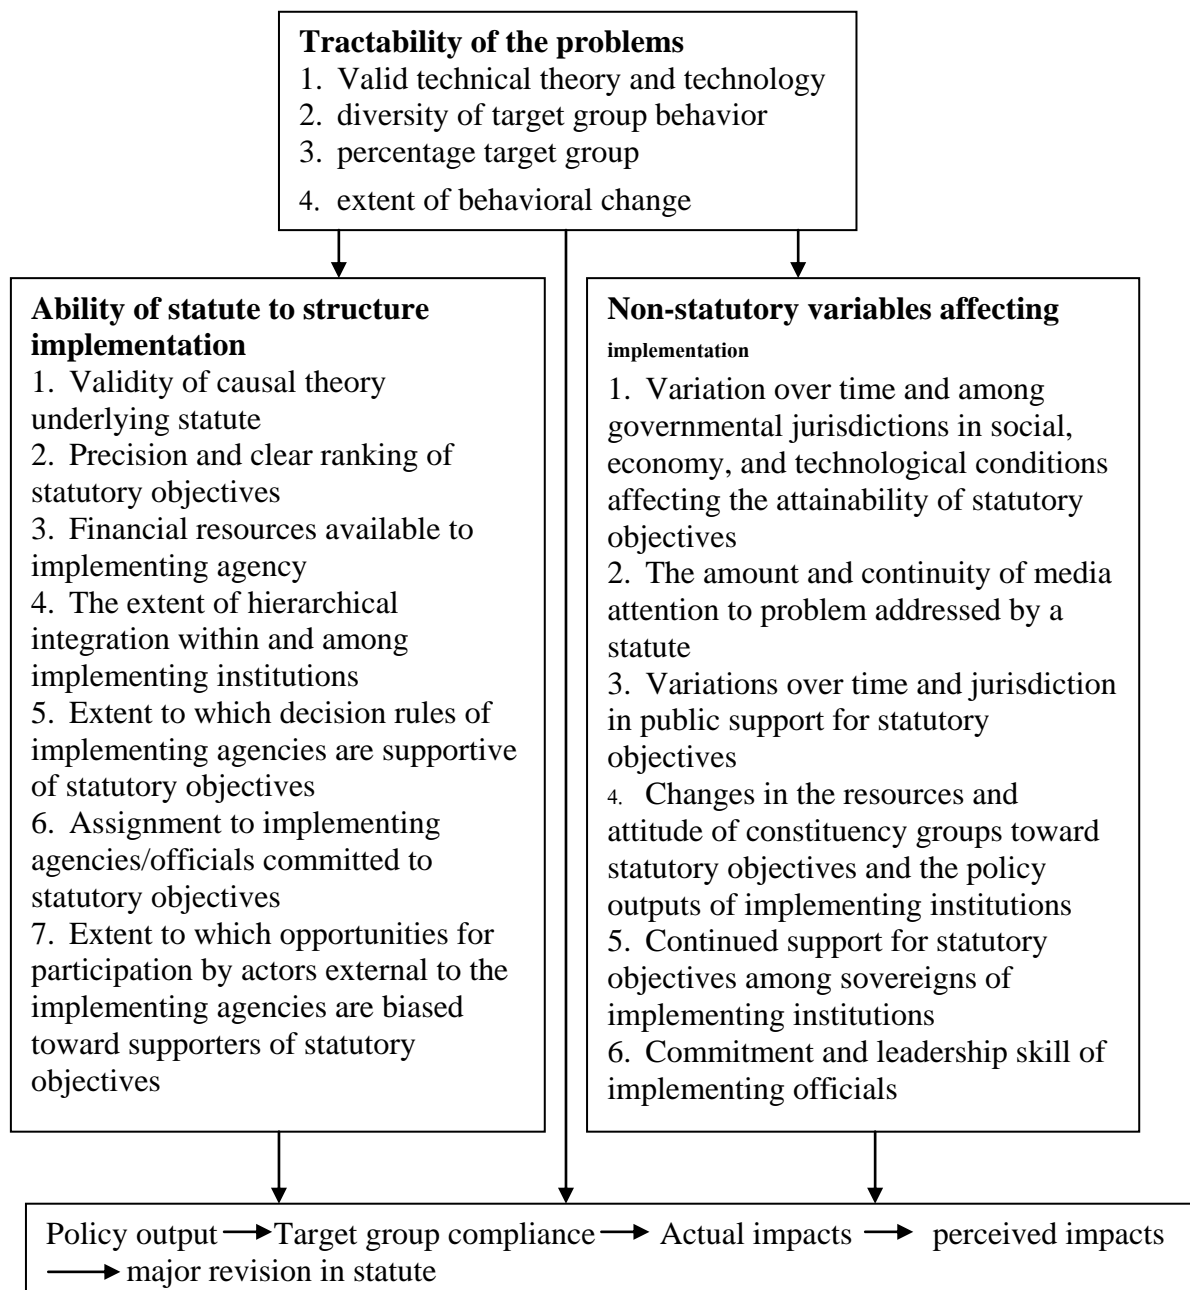 Tractability of the problems
1. Valid technical theory and technology
2. diversity of target group behavior
3. percentage target group
4. extent of behavioral change
Ability of statute to structure
implementation
1. Validity of causal theory
underlying statute
2. Precision and clear ranking of
statutory objectives
3. Financial resources available to
implementing agency
4. The extent of hierarchical
integration within and among
implementing institutions
5. Extent to which decision rules of
implementing agencies are supportive
of statutory objectives
6. Assignment to implementing
agencies/officials committed to
statutory objectives
7. Extent to which opportunities for
participation by actors external to the
implementing agencies are biased
toward supporters of statutory
objectives
Non-statutory variables affecting
implementation
1. Variation over time and among
governmental jurisdictions in social,
economy, and technological conditions
affecting the attainability of statutory
objectives
2. The amount and continuity of media
attention to problem addressed by a
statute
3. Variations over time and jurisdiction
in public support for statutory
objectives
4. Changes in the resources and
attitude of constituency groups toward
statutory objectives and the policy
outputs of implementing institutions
5. Continued support for statutory
objectives among sovereigns of
implementing institutions
6. Commitment and leadership skill of
implementing officials
Policy output → Target group compliance → Actual impacts → perceived impacts
→ major revision in statute